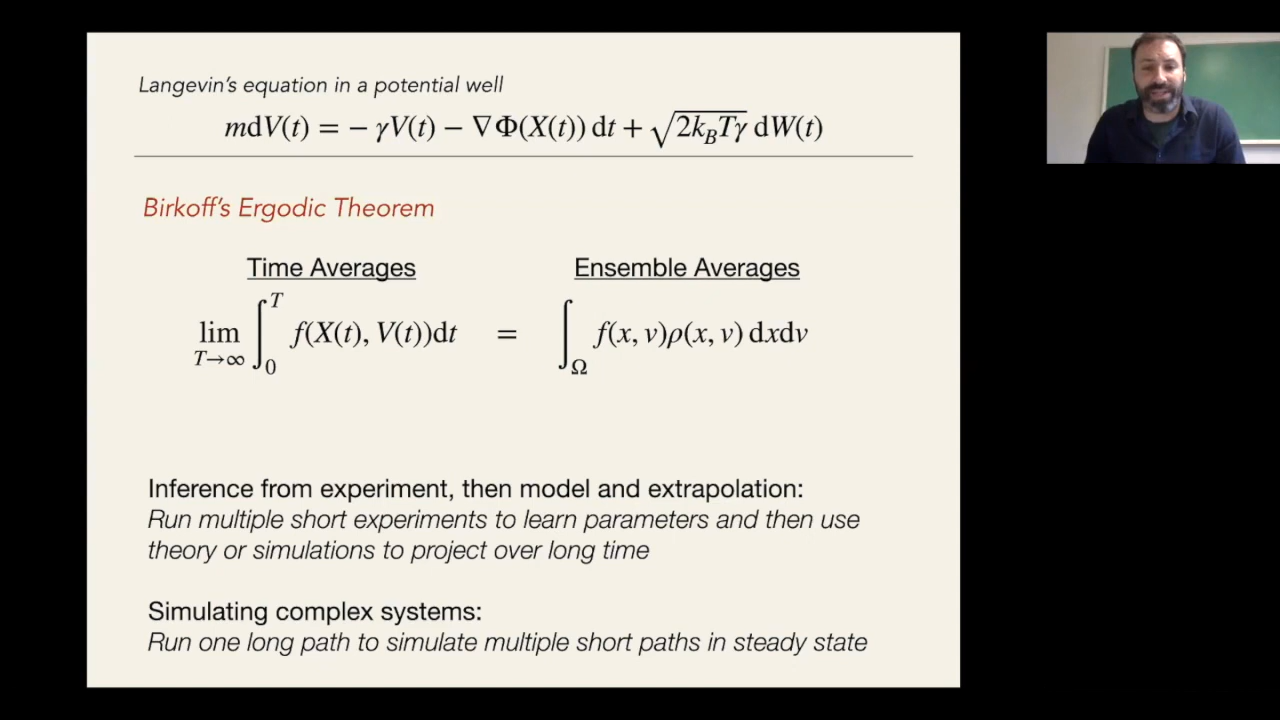 Langevin's equation in a potential well
mdV(t) = − γV(t) − ∇Φ(X(t)) dt + √(2k_BTγ) dW(t)
Birkoff's Ergodic Theorem
Time Averages Ensemble Averages
lim_{T→∞} ∫_0^T f(X(t), V(t))dt = ∫_Ω f(x, v)ρ(x, v) dxdv
Inference from experiment, then model and extrapolation:
Run multiple short experiments to learn parameters and then use
theory or simulations to project over long time
Simulating complex systems:
Run one long path to simulate multiple short paths in steady state